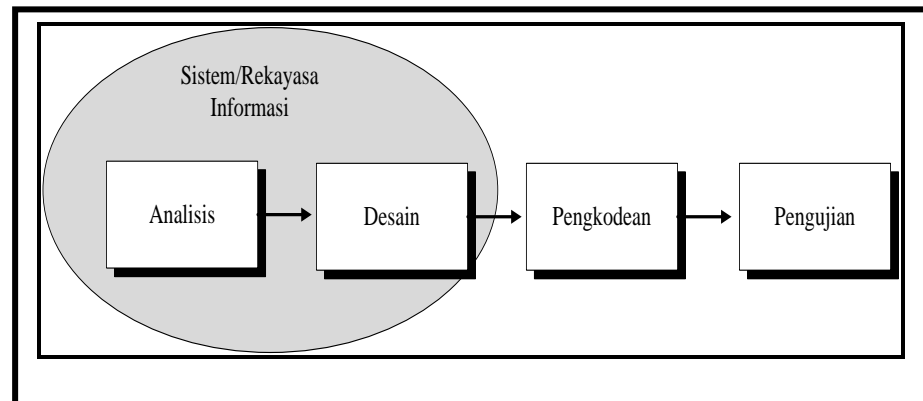 Sistem/Rekayasa
Informasi
Analisis
Desain
Pengkodean
Pengujian